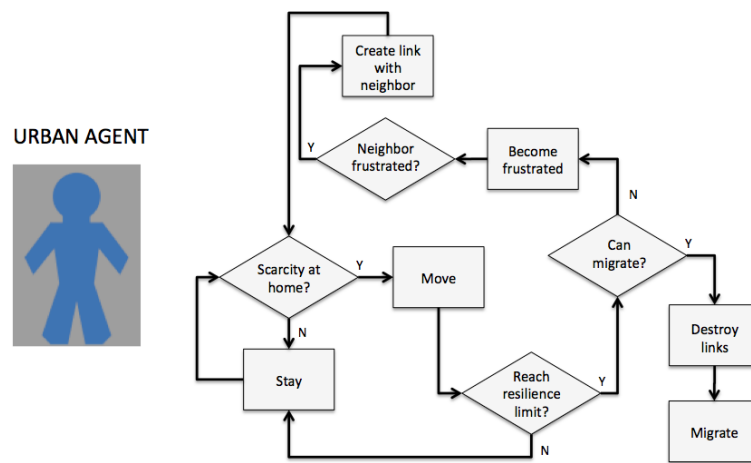 Create link
with
neighbor
URBAN AGENT
Y
Neighbor
frustrated?
Become
frustrated
N
Scarcity at
home?
Y
Move
Can
migrate?
Y
N
Destroy
links
Stay
Reach
resilience
limit?
Y
Migrate
N